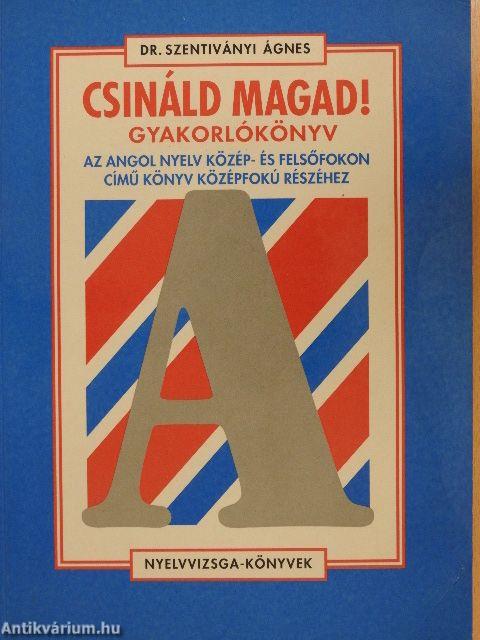 DR. SZENTIVÁNYI ÁGNES
CSINÁLD MAGAD!
GYAKORLÓKÖNYV
AZ ANGOL NYELV KÖZÉP- ÉS FELSŐFOKON
CÍMŰ KÖNYV KÖZÉPFOKÚ RÉSZÉHEZ
A
NYELVVIZSGA-KÖNYVEK
Antikvárium.hu